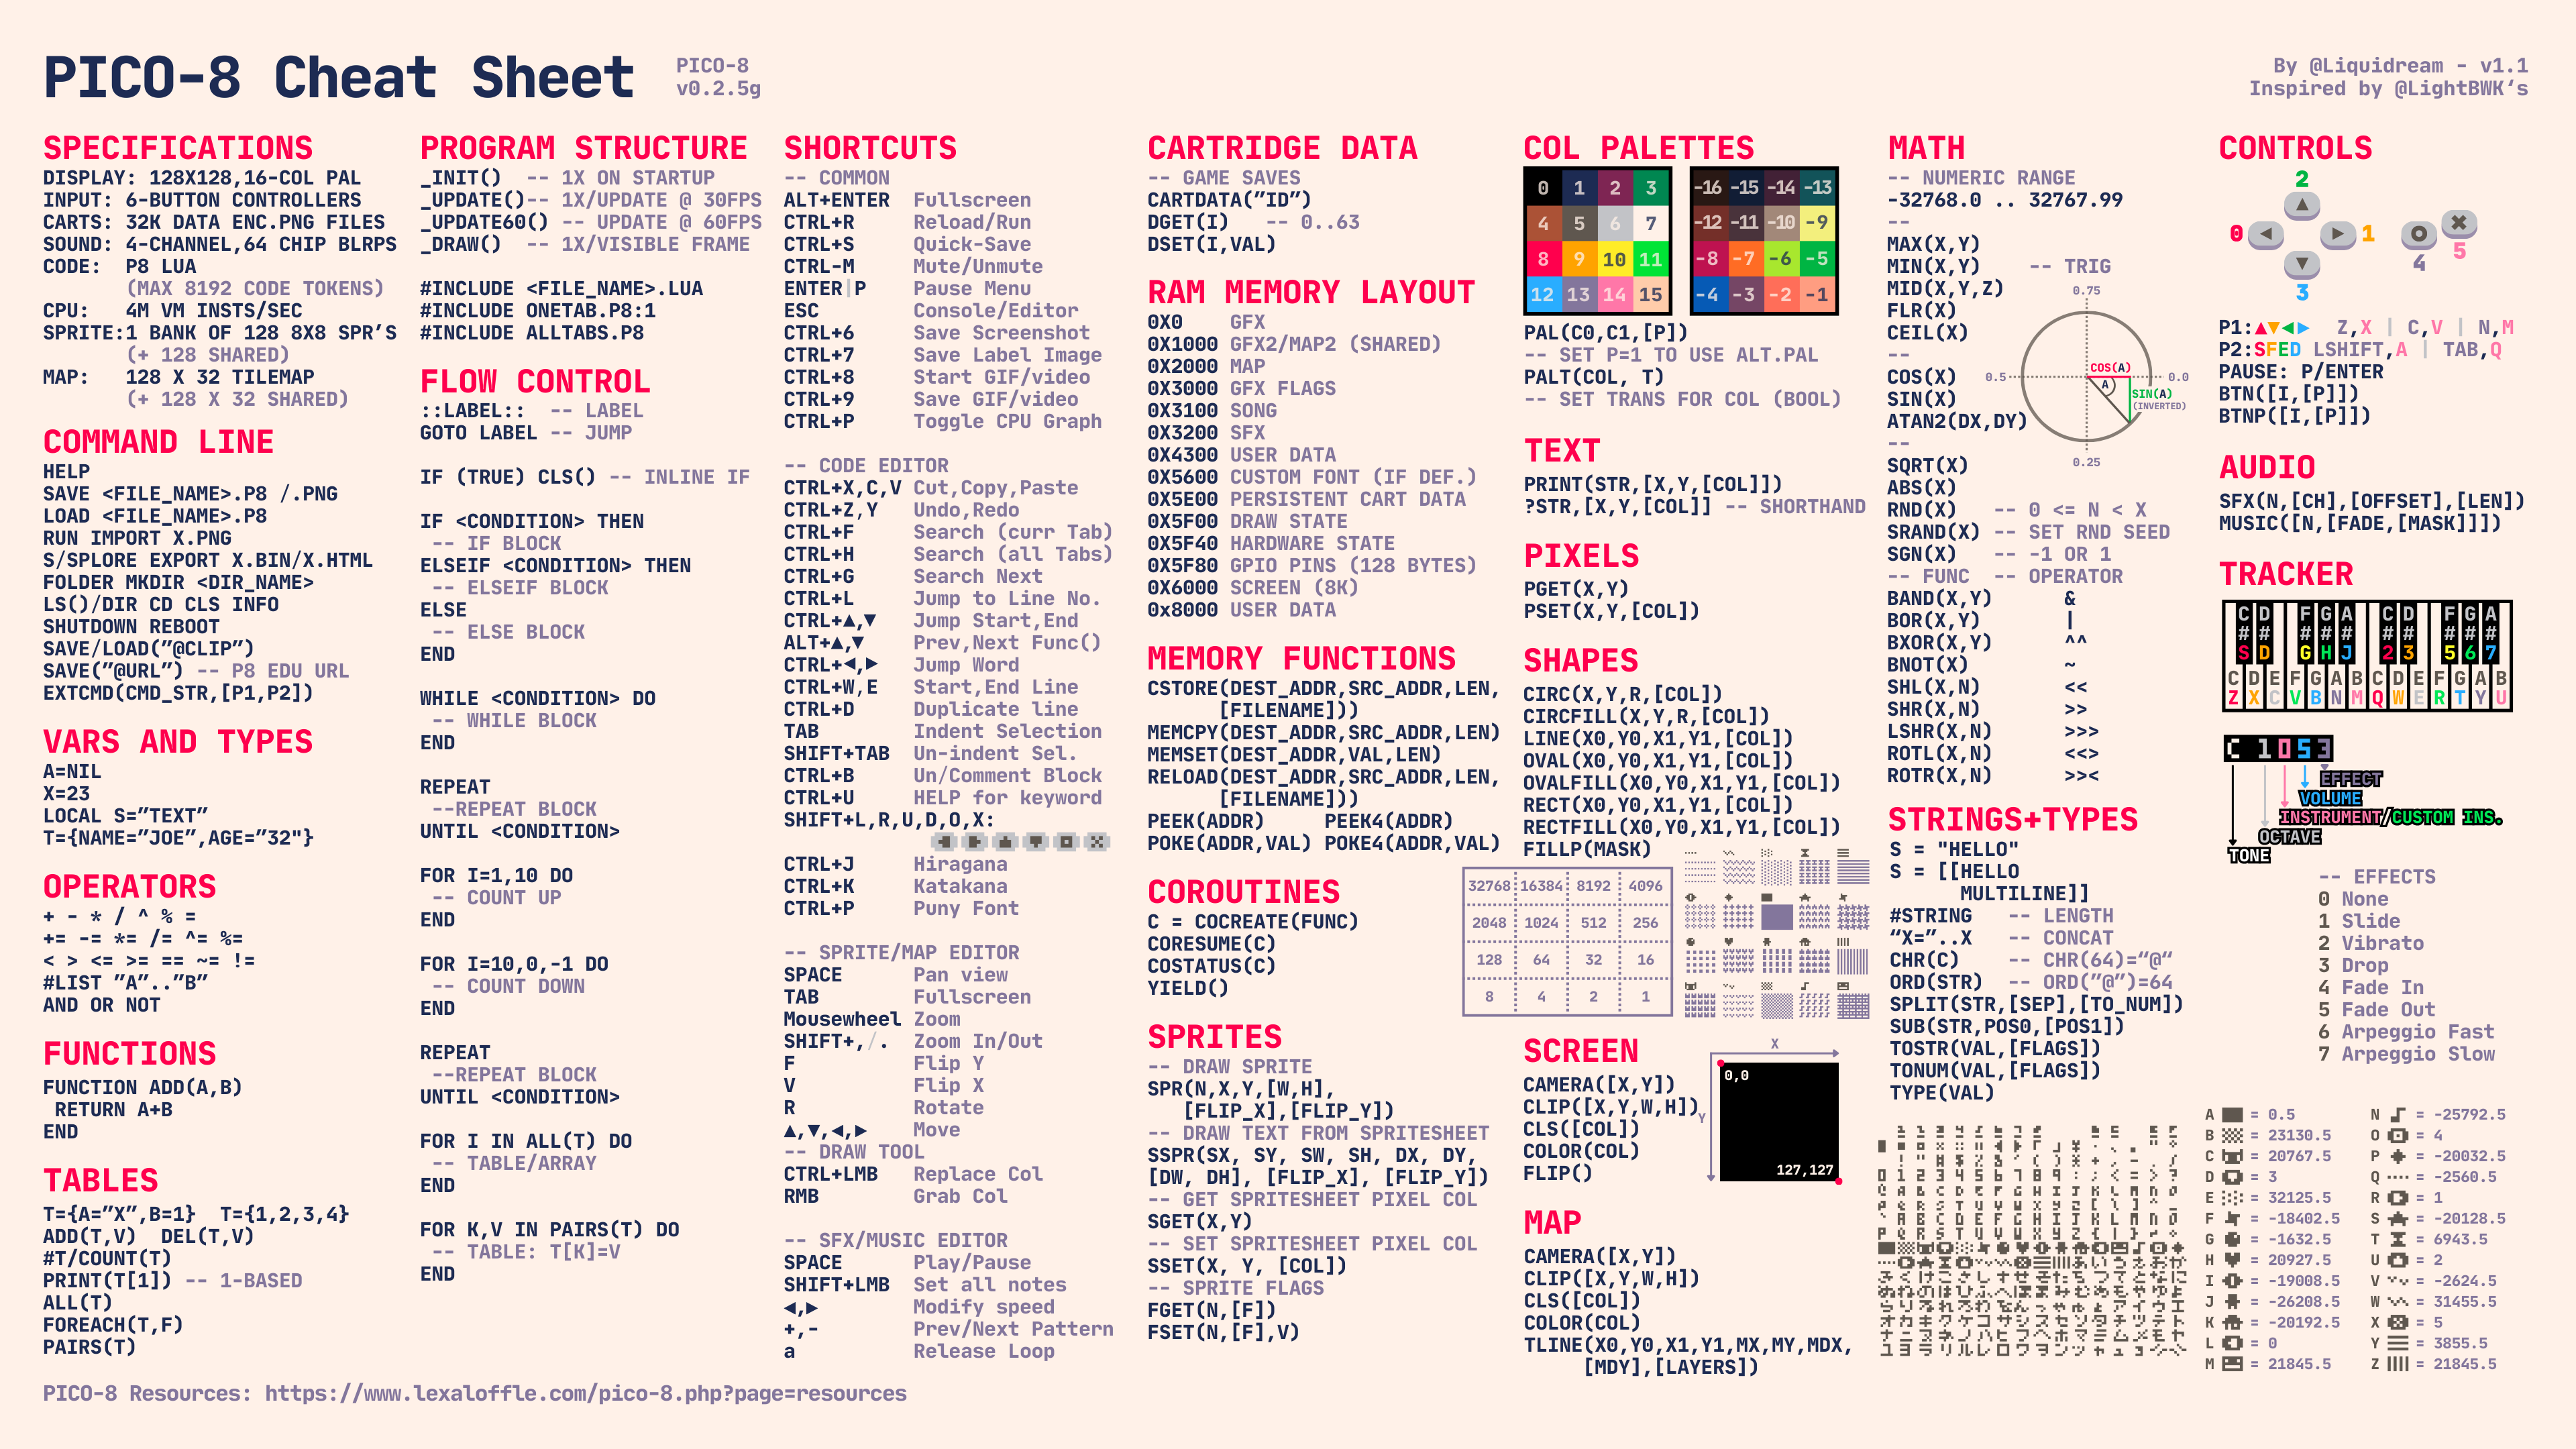 PICO-8 Cheat Sheet
PICO-8
v0.2.5g
By @Liquidream - v1.1
Inspired by @LightBWK‘s
SPECIFICATIONS
DISPLAY: 128X128,16-COL PAL
INPUT: 6-BUTTON CONTROLLERS
CARTS: 32K DATA ENC.PNG FILES
SOUND: 4-CHANNEL,64 CHIP BLRPS
CODE: P8 LUA
(MAX 8192 CODE TOKENS)
CPU: 4M VM INSTS/SEC
SPRITE:1 BANK OF 128 8X8 SPR’S
(+ 128 SHARED)
MAP: 128 X 32 TILEMAP
(+ 128 X 32 SHARED)
COMMAND LINE
HELP
SAVE <FILE_NAME>.P8 /.PNG
LOAD <FILE_NAME>.P8
RUN IMPORT X.PNG
S/SPLORE EXPORT X.BIN/X.HTML
FOLDER MKDIR <DIR_NAME>
LS()/DIR CD CLS INFO
SHUTDOWN REBOOT
SAVE/LOAD(”@CLIP”)
SAVE(”@URL”) -- P8 EDU URL
EXTCMD(CMD_STR,[P1,P2])
VARS AND TYPES
A=NIL
X=23
LOCAL S=”TEXT”
T={NAME=”JOE”,AGE=”32"}
OPERATORS
+ - * / ^ % =
+= -= *= /= ^= %=
< > <= >= == ~= !=
#LIST ”A”..”B”
AND OR NOT
FUNCTIONS
FUNCTION ADD(A,B)
RETURN A+B
END
TABLES
T={A=”X”,B=1} T={1,2,3,4}
ADD(T,V) DEL(T,V)
#T/COUNT(T)
PRINT(T[1]) -- 1-BASED
ALL(T)
FOREACH(T,F)
PAIRS(T)
PICO-8 Resources: https://www.lexaloffle.com/pico-8.php?page=resources
PROGRAM STRUCTURE
_INIT() -- 1X ON STARTUP
_UPDATE()-- 1X/UPDATE @ 30FPS
_UPDATE60() -- UPDATE @ 60FPS
_DRAW() -- 1X/VISIBLE FRAME
#INCLUDE <FILE_NAME>.LUA
#INCLUDE ONETAB.P8:1
#INCLUDE ALLTABS.P8
FLOW CONTROL
::LABEL:: -- LABEL
GOTO LABEL -- JUMP
IF (TRUE) CLS() -- INLINE IF
IF <CONDITION> THEN
-- IF BLOCK
ELSEIF <CONDITION> THEN
-- ELSEIF BLOCK
ELSE
-- ELSE BLOCK
END
WHILE <CONDITION> DO
-- WHILE BLOCK
END
REPEAT
--REPEAT BLOCK
UNTIL <CONDITION>
FOR I=1,10 DO
-- COUNT UP
END
FOR I=10,0,-1 DO
-- COUNT DOWN
END
REPEAT
--REPEAT BLOCK
UNTIL <CONDITION>
FOR I IN ALL(T) DO
-- TABLE/ARRAY
END
FOR K,V IN PAIRS(T) DO
-- TABLE: T[K]=V
END
SHORTCUTS
-- COMMON
ALT+ENTER Fullscreen
CTRL+R Reload/Run
CTRL+S Quick-Save
CTRL-M Mute/Unmute
ENTER|P Pause Menu
ESC Console/Editor
CTRL+6 Save Screenshot
CTRL+7 Save Label Image
CTRL+8 Start GIF/video
CTRL+9 Save GIF/video
CTRL+P Toggle CPU Graph
-- CODE EDITOR
CTRL+X,C,V Cut,Copy,Paste
CTRL+Z,Y Undo,Redo
CTRL+F Search (curr Tab)
CTRL+H Search (all Tabs)
CTRL+G Search Next
CTRL+L Jump to Line No.
CTRL+▲,▼ Jump Start,End
ALT+▲,▼ Prev,Next Func()
CTRL+◄,► Jump Word
CTRL+W,E Start,End Line
CTRL+D Duplicate line
TAB Indent Selection
SHIFT+TAB Un-indent Sel.
CTRL+B Un/Comment Block
CTRL+U HELP for keyword
SHIFT+L,R,U,D,O,X:
CTRL+J Hiragana
CTRL+K Katakana
CTRL+P Puny Font
-- SPRITE/MAP EDITOR
SPACE Pan view
TAB Fullscreen
Mousewheel Zoom
SHIFT+,/. Zoom In/Out
F Flip Y
V Flip X
R Rotate
▲,▼,◄,► Move
-- DRAW TOOL
CTRL+LMB Replace Col
RMB Grab Col
-- SFX/MUSIC EDITOR
SPACE Play/Pause
SHIFT+LMB Set all notes
◄,► Modify speed
+,- Prev/Next Pattern
a Release Loop
CARTRIDGE DATA
-- GAME SAVES
CARTDATA(”ID”)
DGET(I) -- 0..63
DSET(I,VAL)
RAM MEMORY LAYOUT
0X0 GFX
0X1000 GFX2/MAP2 (SHARED)
0X2000 MAP
0X3000 GFX FLAGS
0X3100 SONG
0X3200 SFX
0X4300 USER DATA
0X5600 CUSTOM FONT (IF DEF.)
0X5E00 PERSISTENT CART DATA
0X5F00 DRAW STATE
0X5F40 HARDWARE STATE
0X5F80 GPIO PINS (128 BYTES)
0X6000 SCREEN (8K)
0x8000 USER DATA
MEMORY FUNCTIONS
CSTORE(DEST_ADDR,SRC_ADDR,LEN,
[FILENAME]))
MEMCPY(DEST_ADDR,SRC_ADDR,LEN)
MEMSET(DEST_ADDR,VAL,LEN)
RELOAD(DEST_ADDR,SRC_ADDR,LEN,
[FILENAME]))
PEEK(ADDR) PEEK4(ADDR)
POKE(ADDR,VAL) POKE4(ADDR,VAL)
COROUTINES
C = COCREATE(FUNC)
CORESUME(C)
COSTATUS(C)
YIELD()
SPRITES
-- DRAW SPRITE
SPR(N,X,Y,[W,H],
[FLIP_X],[FLIP_Y])
-- DRAW TEXT FROM SPRITESHEET
SSPR(SX, SY, SW, SH, DX, DY,
[DW, DH], [FLIP_X], [FLIP_Y])
-- GET SPRITESHEET PIXEL COL
SGET(X,Y)
-- SET SPRITESHEET PIXEL COL
SSET(X, Y, [COL])
-- SPRITE FLAGS
FGET(N,[F])
FSET(N,[F],V)
COL PALETTES
0 1 2 3
4 5 6 7
8 9 10 11
12 13 14 15
-16 -15 -14 -13
-12 -11 -10 -9
-8 -7 -6 -5
-4 -3 -2 -1
PAL(C0,C1,[P])
-- SET P=1 TO USE ALT.PAL
PALT(COL, T)
-- SET TRANS FOR COL (BOOL)
TEXT
PRINT(STR,[X,Y,[COL]])
?STR,[X,Y,[COL]] -- SHORTHAND
PIXELS
PGET(X,Y)
PSET(X,Y,[COL])
SHAPES
CIRC(X,Y,R,[COL])
CIRCFILL(X,Y,R,[COL])
LINE(X0,Y0,X1,Y1,[COL])
OVAL(X0,Y0,X1,Y1,[COL])
OVALFILL(X0,Y0,X1,Y1,[COL])
RECT(X0,Y0,X1,Y1,[COL])
RECTFILL(X0,Y0,X1,Y1,[COL])
FILLP(MASK)
32768 16384 8192 4096
2048 1024 512 256
128 64 32 16
8 4 2 1
SCREEN
CAMERA([X,Y])
CLIP([X,Y,W,H])
CLS([COL])
COLOR(COL)
FLIP()
X
Y
0,0
127,127
MAP
CAMERA([X,Y])
CLIP([X,Y,W,H])
CLS([COL])
COLOR(COL)
TLINE(X0,Y0,X1,Y1,MX,MY,MDX,
[MDY],[LAYERS])
MATH
-- NUMERIC RANGE
-32768.0 .. 32767.99
--
MAX(X,Y)
MIN(X,Y) -- TRIG
MID(X,Y,Z)
FLR(X)
CEIL(X)
--
COS(X)
SIN(X)
ATAN2(DX,DY)
--
0.75
0.5
0.0
0.25
COS(A)
A
SIN(A)
(INVERTED)
SQRT(X)
ABS(X)
RND(X) -- 0 <= N < X
SRAND(X) -- SET RND SEED
SGN(X) -- -1 OR 1
-- FUNC -- OPERATOR
BAND(X,Y) &
BOR(X,Y) |
BXOR(X,Y) ^^
BNOT(X) ~
SHL(X,N) <<
SHR(X,N) >>
LSHR(X,N) >>>
ROTL(X,N) <<>
ROTR(X,N) >><
STRINGS+TYPES
S = "HELLO"
S = [[HELLO
MULTILINE]]
#STRING -- LENGTH
“X=”..X -- CONCAT
CHR(C) -- CHR(64)=“@“
ORD(STR) -- ORD(”@”)=64
SPLIT(STR,[SEP],[TO_NUM])
SUB(STR,POS0,[POS1])
TOSTR(VAL,[FLAGS])
TONUM(VAL,[FLAGS])
TYPE(VAL)
CONTROLS
2
0 1
3
4 5
P1:▲▼◄► Z,X | C,V | N,M
P2:SFED LSHIFT,A | TAB,Q
PAUSE: P/ENTER
BTN([I,[P]])
BTNP([I,[P]])
AUDIO
SFX(N,[CH],[OFFSET],[LEN])
MUSIC([N,[FADE,[MASK]]])
TRACKER
C D F G A C D F G A
# # # # # # # # # #
S D G H J 2 3 5 6 7
C D E F G A B C D E F G A B
Z X C V B N M Q W E R T Y U
C 1053
EFFECT
VOLUME
INSTRUMENT/CUSTOM INS.
OCTAVE
TONE
-- EFFECTS
0 None
1 Slide
2 Vibrato
3 Drop
4 Fade In
5 Fade Out
6 Arpeggio Fast
7 Arpeggio Slow
A = 0.5
B = 23130.5
C = 20767.5
D = 3
E = 32125.5
F = -18402.5
G = -1632.5
H = 20927.5
I = -19008.5
J = -26208.5
K = -20192.5
L = 0
M = 21845.5
N = -25792.5
O = 4
P = -20032.5
Q = -2560.5
R = 1
S = -20128.5
T = 6943.5
U = 2
V = -2624.5
W = 31455.5
X = 5
Y = 3855.5
Z = 21845.5